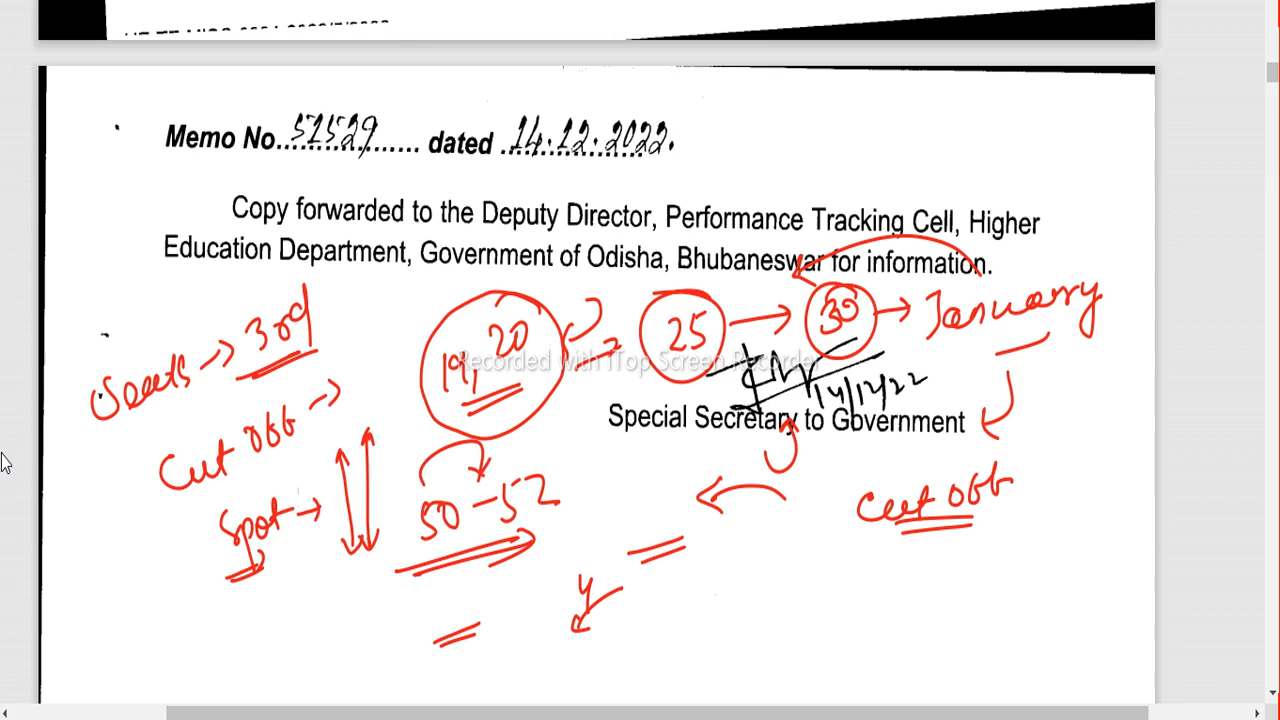 Memo No. 51529 dated 14.12.2022.
Copy forwarded to the Deputy Director, Performance Tracking Cell, Higher
Education Department, Government of Odisha, Bhubaneswar for information.
Seats → 3rd
19, 20 → 25 → 30 → January
Recorded with iTop Screen Recorder
14/12/22
Special Secretary to Government
Cut off →
Spot → 50-52
Cut off